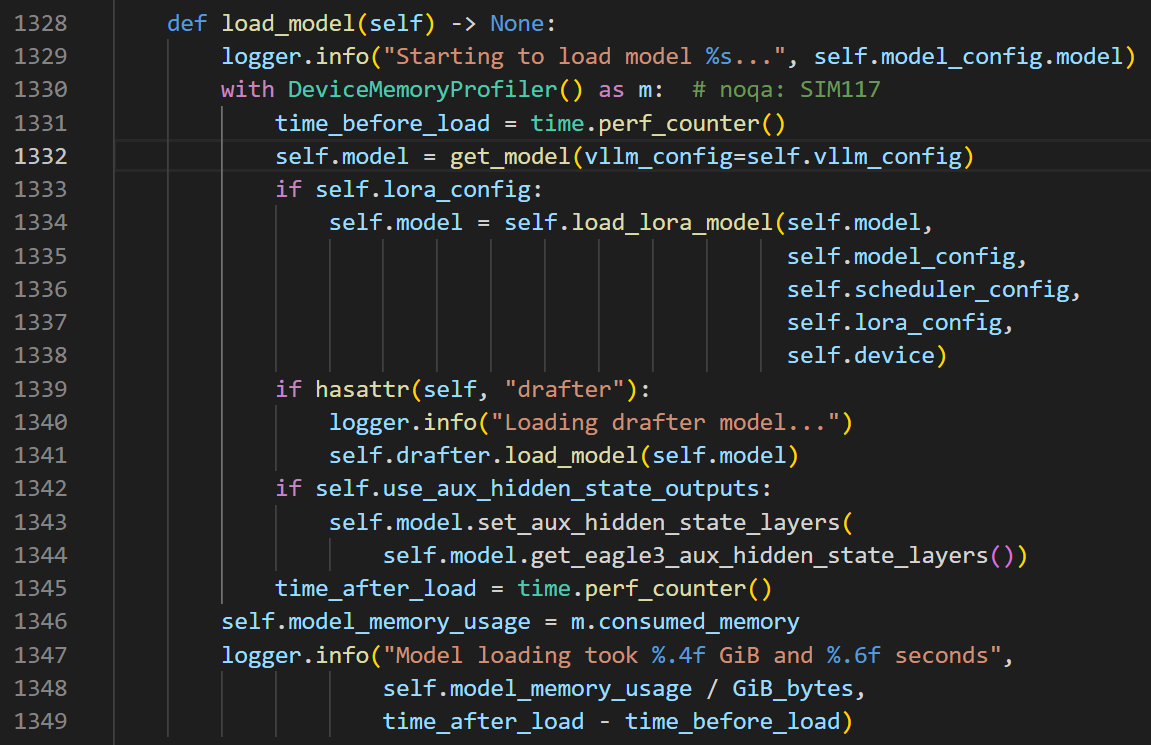 1328 def load_model(self) -> None:
1329 logger.info("Starting to load model %s...", self.model_config.model)
1330 with DeviceMemoryProfiler() as m:  # noqa: SIM117
1331 time_before_load = time.perf_counter()
1332 self.model = get_model(vllm_config=self.vllm_config)
1333 if self.lora_config:
1334 self.model = self.load_lora_model(self.model,
1335 self.model_config,
1336 self.scheduler_config,
1337 self.lora_config,
1338 self.device)
1339 if hasattr(self, "drafter"):
1340 logger.info("Loading drafter model...")
1341 self.drafter.load_model(self.model)
1342 if self.use_aux_hidden_state_outputs:
1343 self.model.set_aux_hidden_state_layers(
1344 self.model.get_eagle3_aux_hidden_state_layers())
1345 time_after_load = time.perf_counter()
1346 self.model_memory_usage = m.consumed_memory
1347 logger.info("Model loading took %.4f GiB and %.6f seconds",
1348 self.model_memory_usage / GiB_bytes,
1349 time_after_load - time_before_load)